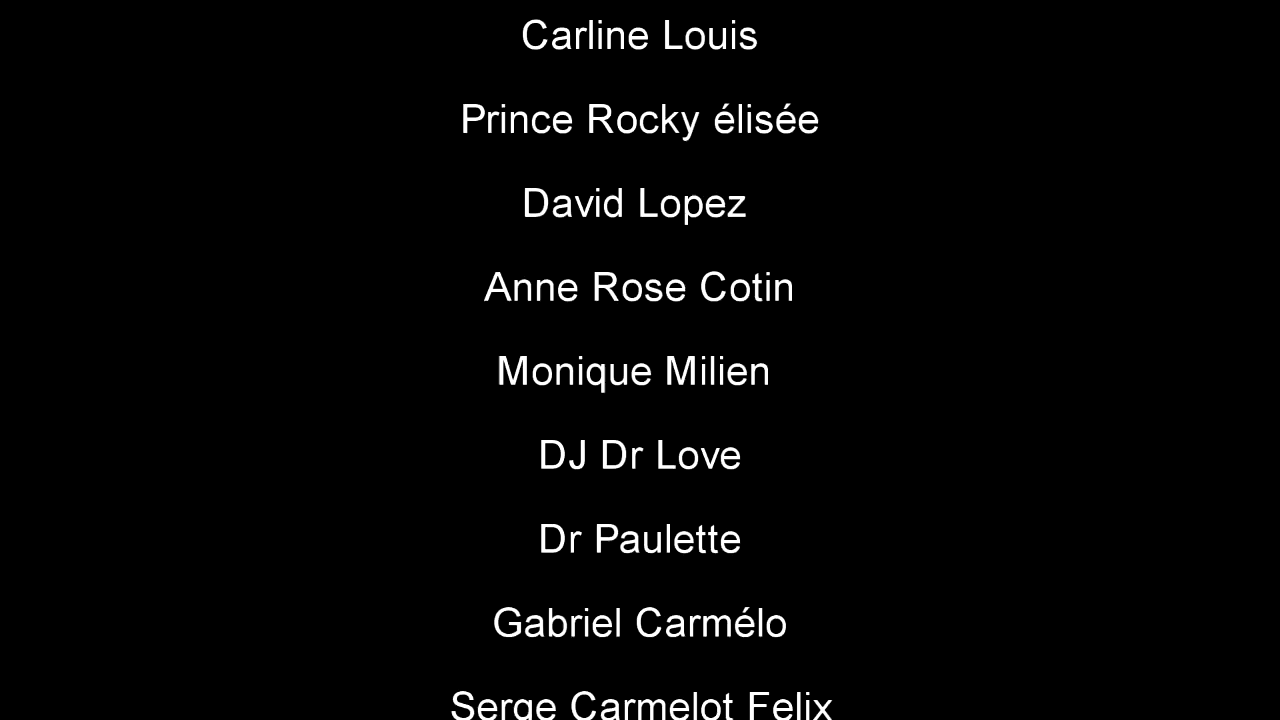 Carline Louis
Prince Rocky élisée
David Lopez
Anne Rose Cotin
Monique Milien
DJ Dr Love
Dr Paulette
Gabriel Carmélo
Serge Carmelot Felix